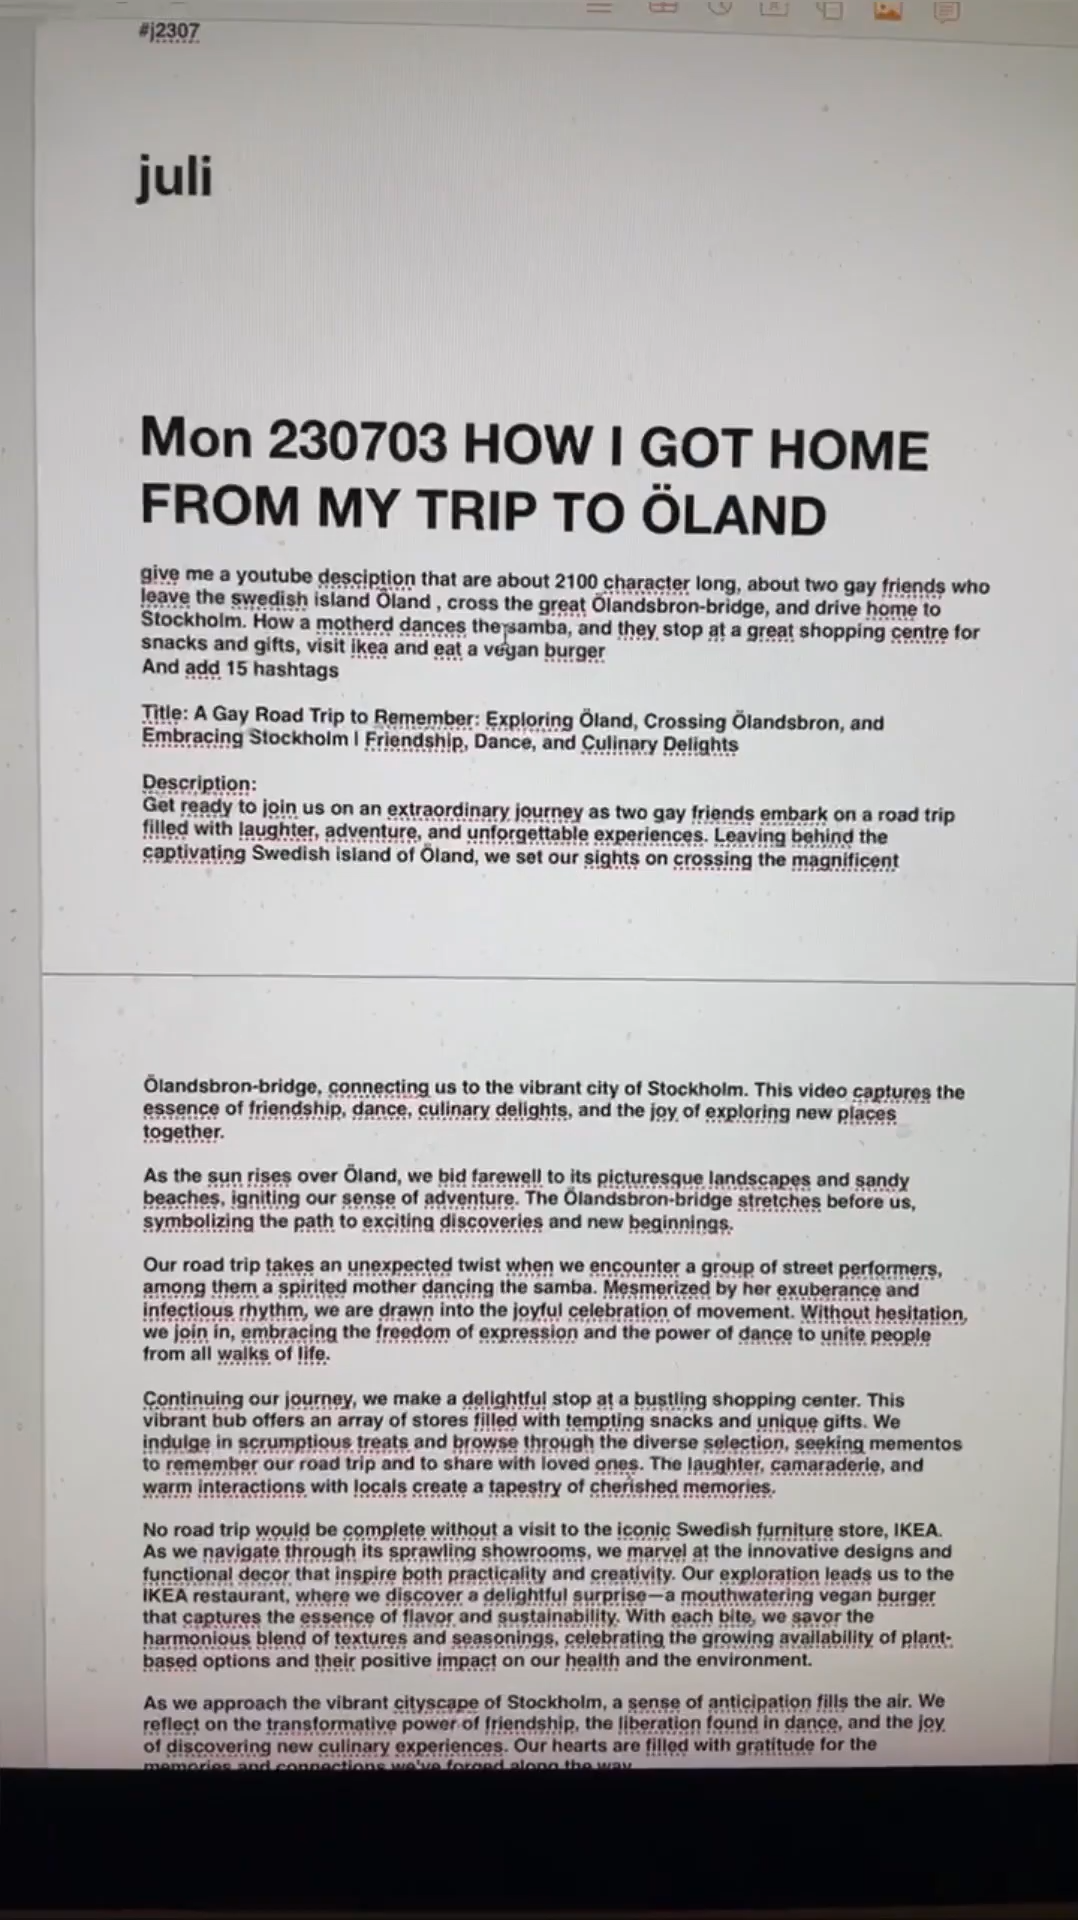 #j2307
juli
Mon 230703 HOW I GOT HOME
FROM MY TRIP TO ÖLAND
give me a youtube desciption that are about 2100 character long, about two gay friends who
leave the swedish island Öland , cross the great Ölandsbron-bridge, and drive home to
Stockholm. How a motherd dances the samba, and they stop at a great shopping centre for
snacks and gifts, visit ikea and eat a vegan burger
And add 15 hashtags
Title: A Gay Road Trip to Remember: Exploring Öland, Crossing Ölandsbron, and
Embracing Stockholm | Friendship, Dance, and Culinary Delights
Description:
Get ready to join us on an extraordinary journey as two gay friends embark on a road trip
filled with laughter, adventure, and unforgettable experiences. Leaving behind the
captivating Swedish island of Öland, we set our sights on crossing the magnificent
Ölandsbron-bridge, connecting us to the vibrant city of Stockholm. This video captures the
essence of friendship, dance, culinary delights, and the joy of exploring new places
together.
As the sun rises over Öland, we bid farewell to its picturesque landscapes and sandy
beaches, igniting our sense of adventure. The Ölandsbron-bridge stretches before us,
symbolizing the path to exciting discoveries and new beginnings.
Our road trip takes an unexpected twist when we encounter a group of street performers,
among them a spirited mother dancing the samba. Mesmerized by her exuberance and
infectious rhythm, we are drawn into the joyful celebration of movement. Without hesitation,
we join in, embracing the freedom of expression and the power of dance to unite people
from all walks of life.
Continuing our journey, we make a delightful stop at a bustling shopping center. This
vibrant hub offers an array of stores filled with tempting snacks and unique gifts. We
indulge in scrumptious treats and browse through the diverse selection, seeking mementos
to remember our road trip and to share with loved ones. The laughter, camaraderie, and
warm interactions with locals create a tapestry of cherished memories.
No road trip would be complete without a visit to the iconic Swedish furniture store, IKEA.
As we navigate through its sprawling showrooms, we marvel at the innovative designs and
functional decor that inspire both practicality and creativity. Our exploration leads us to the
IKEA restaurant, where we discover a delightful surprise—a mouthwatering vegan burger
that captures the essence of flavor and sustainability. With each bite, we savor the
harmonious blend of textures and seasonings, celebrating the growing availability of plant-
based options and their positive impact on our health and the environment.
As we approach the vibrant cityscape of Stockholm, a sense of anticipation fills the air. We
reflect on the transformative power of friendship, the liberation found in dance, and the joy
of discovering new culinary experiences. Our hearts are filled with gratitude for the
memories and connections we've forged along the way